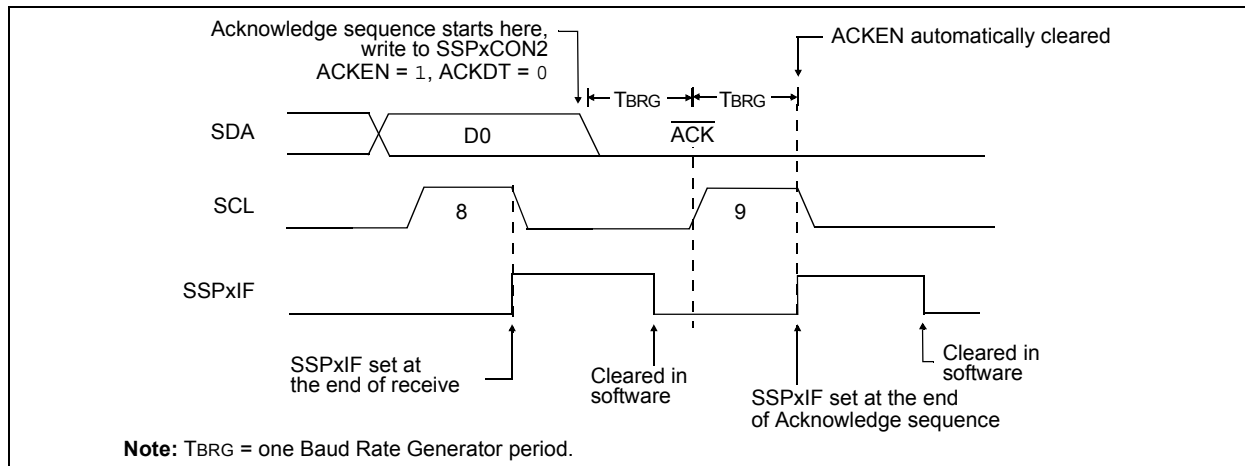 Acknowledge sequence starts here,
write to SSPxCON2
ACKEN = 1, ACKDT = 0
ACKEN automatically cleared
TBRG
TBRG
SDA
D0
ACK
SCL
8
9
SSPxIF
SSPxIF set at
the end of receive
Cleared in
software
SSPxIF set at the end
of Acknowledge sequence
Cleared in
software
Note: TBRG = one Baud Rate Generator period.